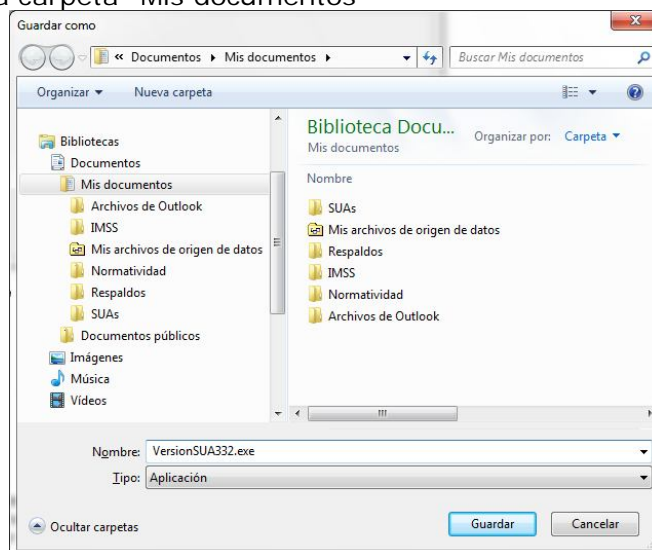 a carpeta "Mis documentos"
Guardar como
« Documentos ▸ Mis documentos ▸
Buscar Mis documentos
Organizar ▾ Nueva carpeta
Bibliotecas
Documentos
Mis documentos
Archivos de Outlook
IMSS
Mis archivos de origen de datos
Normatividad
Respaldos
SUAs
Documentos públicos
Imágenes
Música
Vídeos
Biblioteca Docu...
Mis documentos
Organizar por: Carpeta ▾
Nombre
SUAs
Mis archivos de origen de datos
Respaldos
IMSS
Normatividad
Archivos de Outlook
Nombre: VersionSUA332.exe
Tipo: Aplicación
Ocultar carpetas
Guardar
Cancelar